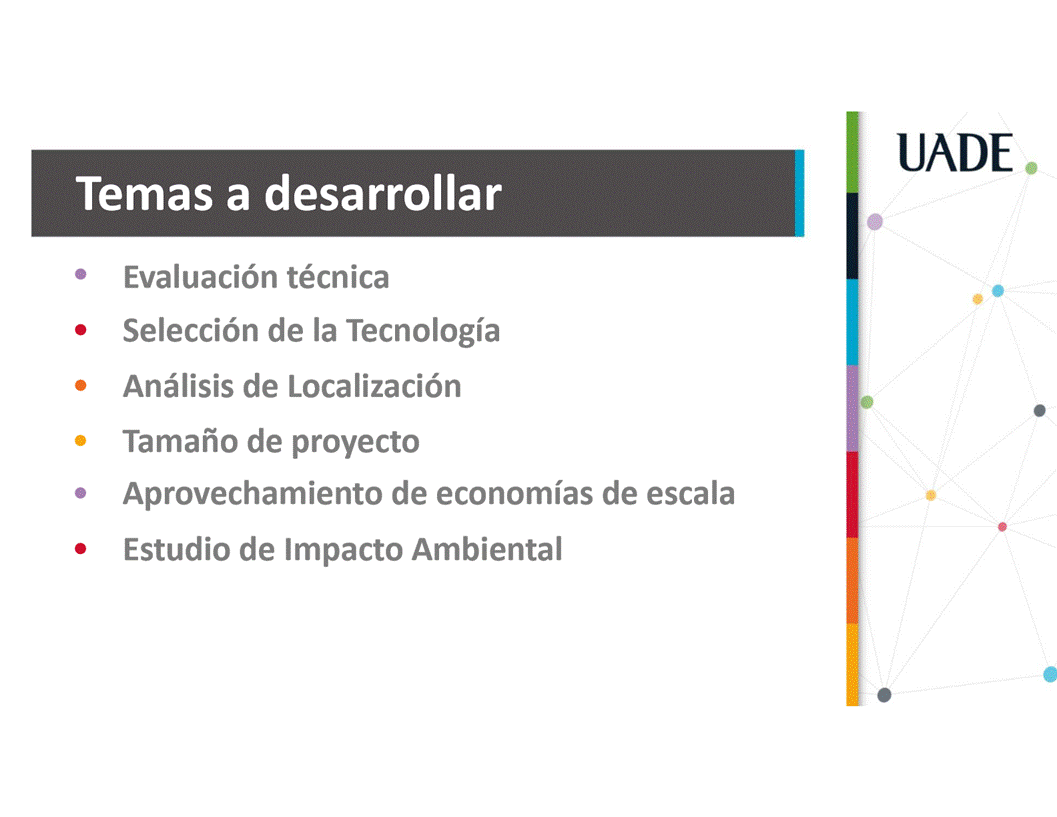 UADE
Temas a desarrollar
Evaluación técnica
Selección de la Tecnología
Análisis de Localización
Tamaño de proyecto
Aprovechamiento de economías de escala
Estudio de Impacto Ambiental